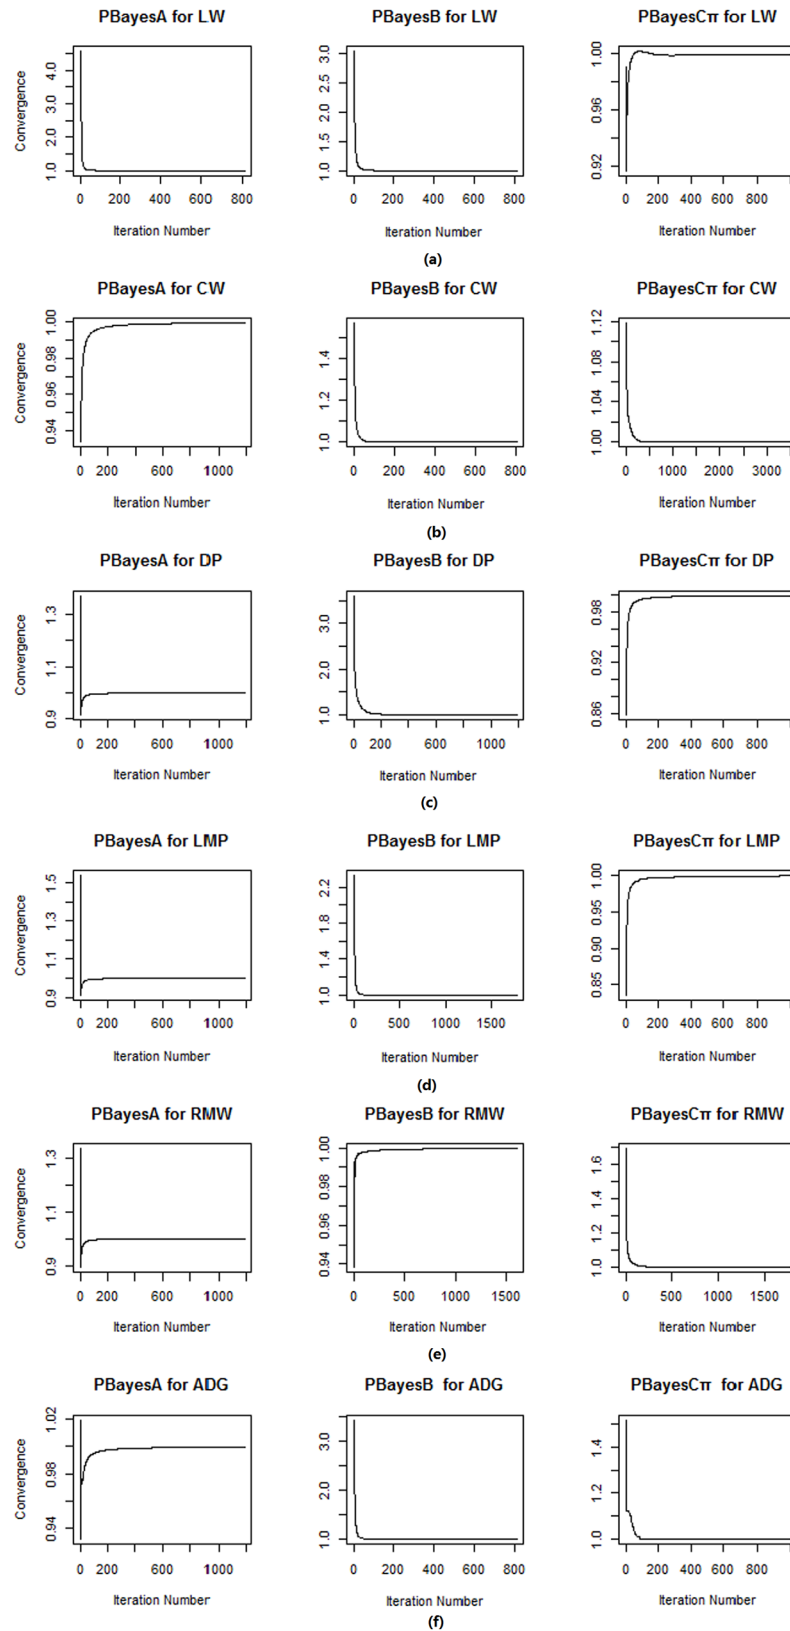 PBayesA for LW
PBayesB for LW
PBayesCπ for LW
Convergence
1.0 2.0 3.0 4.0
1.0 1.5 2.0 2.5 3.0
0.92 0.96 1.00
0 200 400 600 800
0 200 400 600 800
0 200 400 600 800
Iteration Number
Iteration Number
Iteration Number
(a)
PBayesA for CW
PBayesB for CW
PBayesCπ for CW
Convergence
0.94 0.96 0.98 1.00
1.0 1.2 1.4
1.00 1.04 1.08 1.12
0 200 600 1000
0 200 400 600 800
0 1000 2000 3000
Iteration Number
Iteration Number
Iteration Number
(b)
PBayesA for DP
PBayesB for DP
PBayesCπ for DP
Convergence
0.9 1.1 1.3
1.0 2.0 3.0
0.86 0.92 0.98
0 200 600 1000
0 200 600 1000
0 200 400 600 800
Iteration Number
Iteration Number
Iteration Number
(c)
PBayesA for LMP
PBayesB for LMP
PBayesCπ for LMP
Convergence
0.9 1.1 1.3 1.5
1.0 1.4 1.8 2.2
0.85 0.90 0.95 1.00
0 200 600 1000
0 500 1000 1500
0 200 400 600 800
Iteration Number
Iteration Number
Iteration Number
(d)
PBayesA for RMW
PBayesB for RMW
PBayesCπ for RMW
Convergence
0.9 1.1 1.3
0.94 0.96 0.98 1.00
1.0 1.2 1.4 1.6
0 200 600 1000
0 500 1000 1500
0 500 1000 1500
Iteration Number
Iteration Number
Iteration Number
(e)
PBayesA for ADG
PBayesB for ADG
PBayesCπ for ADG
Convergence
0.94 0.98 1.02
1.0 2.0 3.0
1.0 1.2 1.4
0 200 600 1000
0 200 400 600 800
0 200 400 600 800
Iteration Number
Iteration Number
Iteration Number
(f)